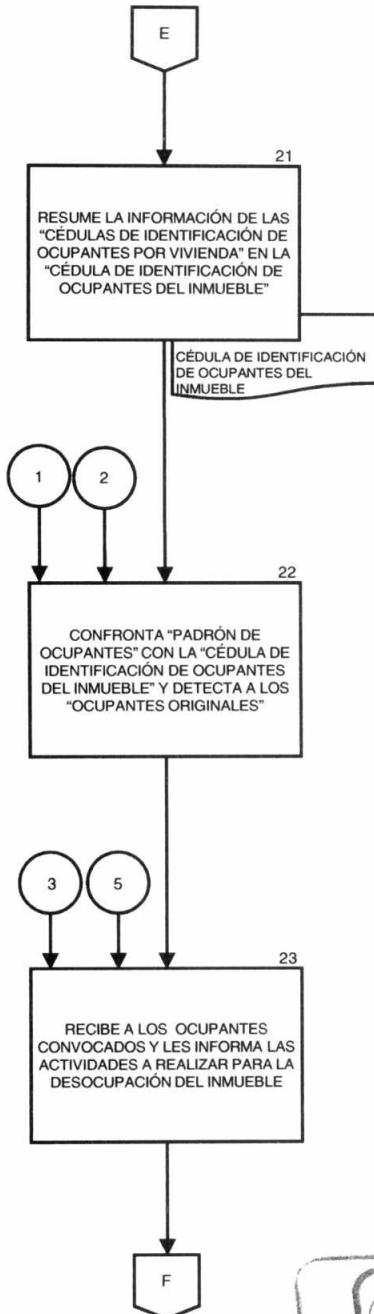 E
21
RESUME LA INFORMACIÓN DE LAS
“CÉDULAS DE IDENTIFICACIÓN DE
OCUPANTES POR VIVIENDA” EN LA
“CÉDULA DE IDENTIFICACIÓN DE
OCUPANTES DEL INMUEBLE”
CÉDULA DE IDENTIFICACIÓN
DE OCUPANTES DEL
INMUEBLE
1
2
22
CONFRONTA “PADRÓN DE
OCUPANTES” CON LA “CÉDULA DE
IDENTIFICACIÓN DE OCUPANTES
DEL INMUEBLE” Y DETECTA A LOS
“OCUPANTES ORIGINALES”
3
5
23
RECIBE A LOS OCUPANTES
CONVOCADOS Y LES INFORMA LAS
ACTIVIDADES A REALIZAR PARA LA
DESOCUPACIÓN DEL INMUEBLE
F